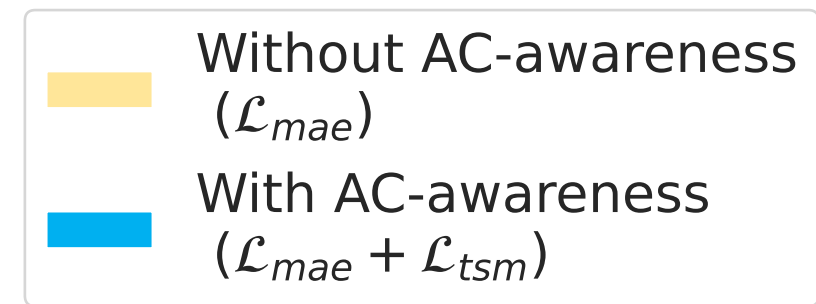 Without AC-awareness
(ℒ_mae)
With AC-awareness
(ℒ_mae + ℒ_tsm)